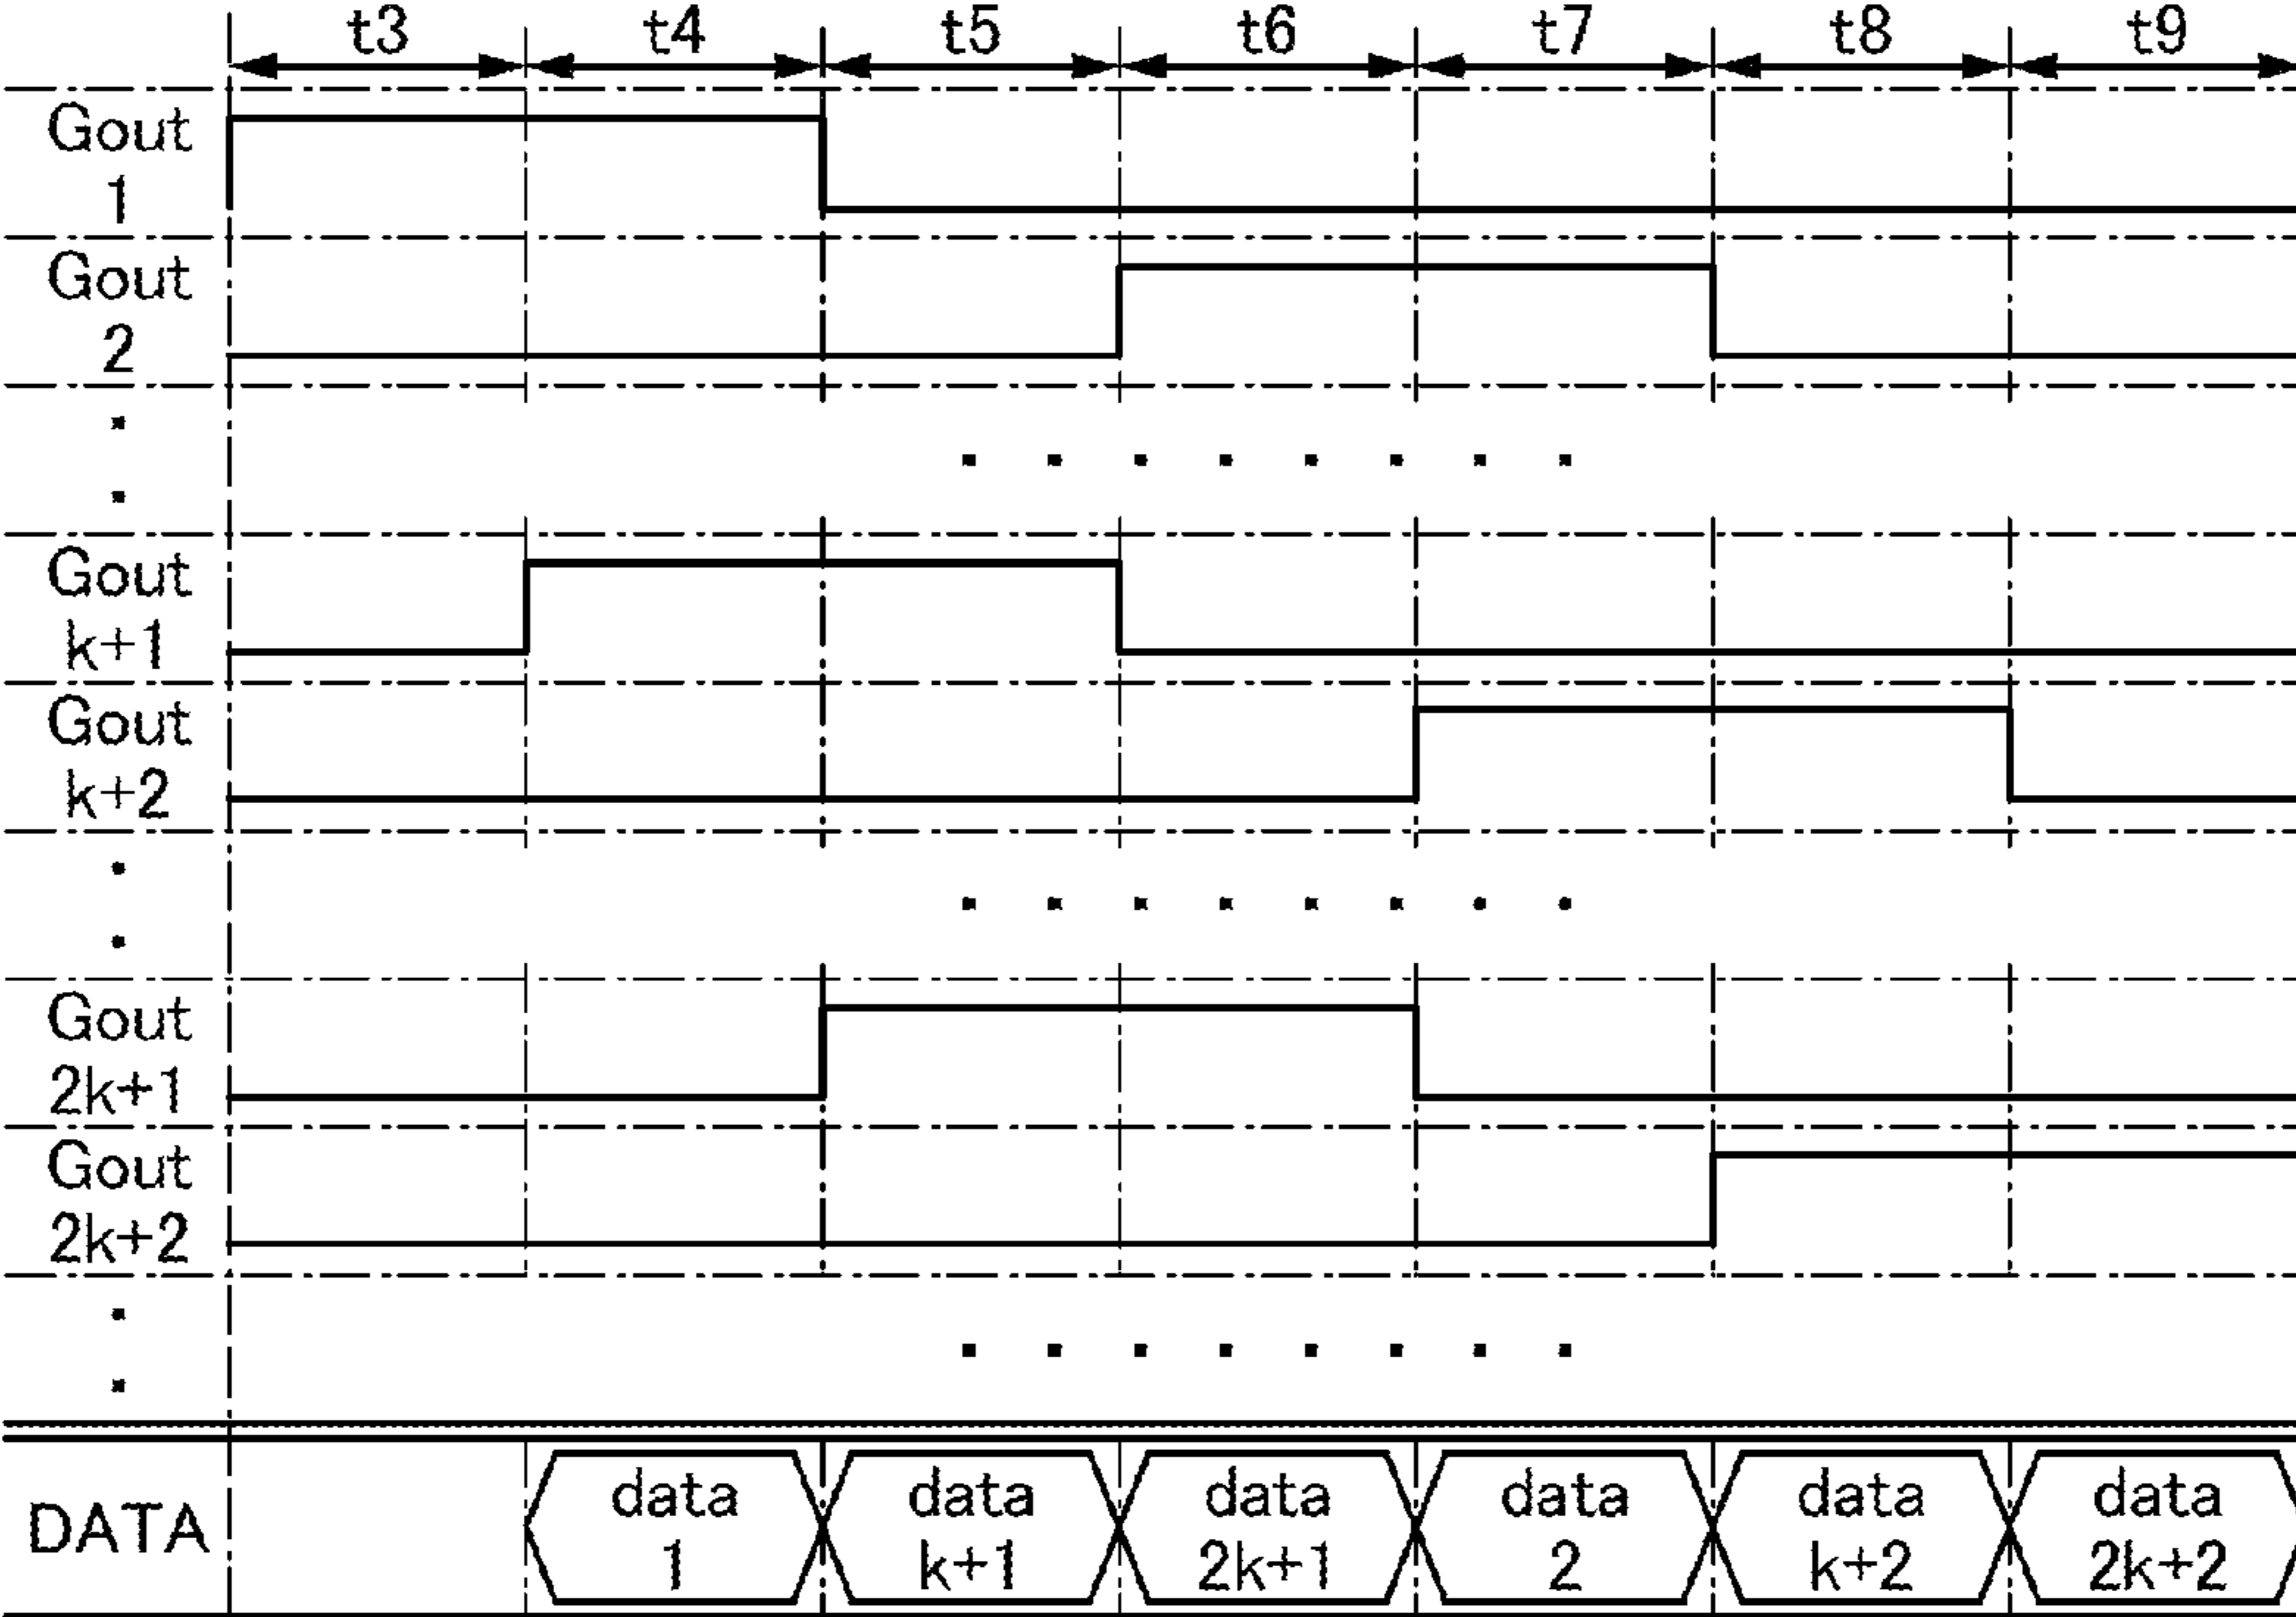 t3 t4 t5 t6 t7 t8 t9
Gout
1
Gout
2
Gout
k+1
Gout
k+2
Gout
2k+1
Gout
2k+2
DATA
data
1
data
k+1
data
2k+1
data
2
data
k+2
data
2k+2